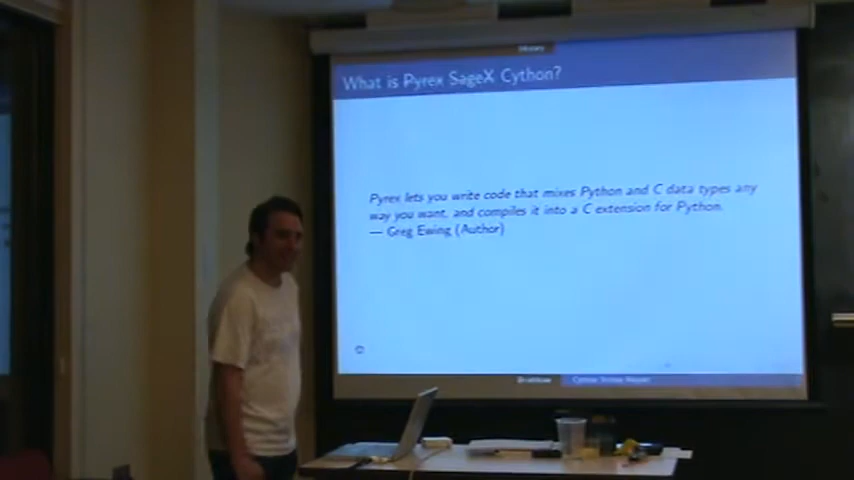 History
What is Pyrex SageX Cython?
Pyrex lets you write code that mixes Python and C data types any
way you want, and compiles it into a C extension for Python.
— Greg Ewing (Author)